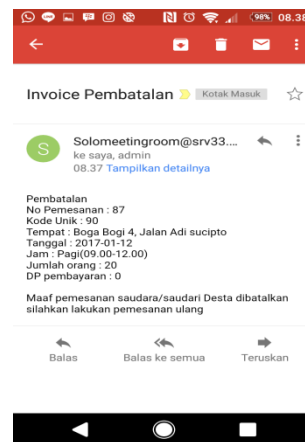 98% 08.38
Invoice Pembatalan Kotak Masuk
S
Solomeetingroom@srv33....
ke saya, admin
08.37 Tampilkan detailnya
Pembatalan
No Pemesanan : 87
Kode Unik : 90
Tempat : Boga Bogi 4, Jalan Adi sucipto
Tanggal : 2017-01-12
Jam : Pagi(09.00-12.00)
Jumlah orang : 20
DP pembayaran : 0
Maaf pemesanan saudara/saudari Desta dibatalkan
silahkan lakukan pemesanan ulang
Balas Balas ke semua Teruskan